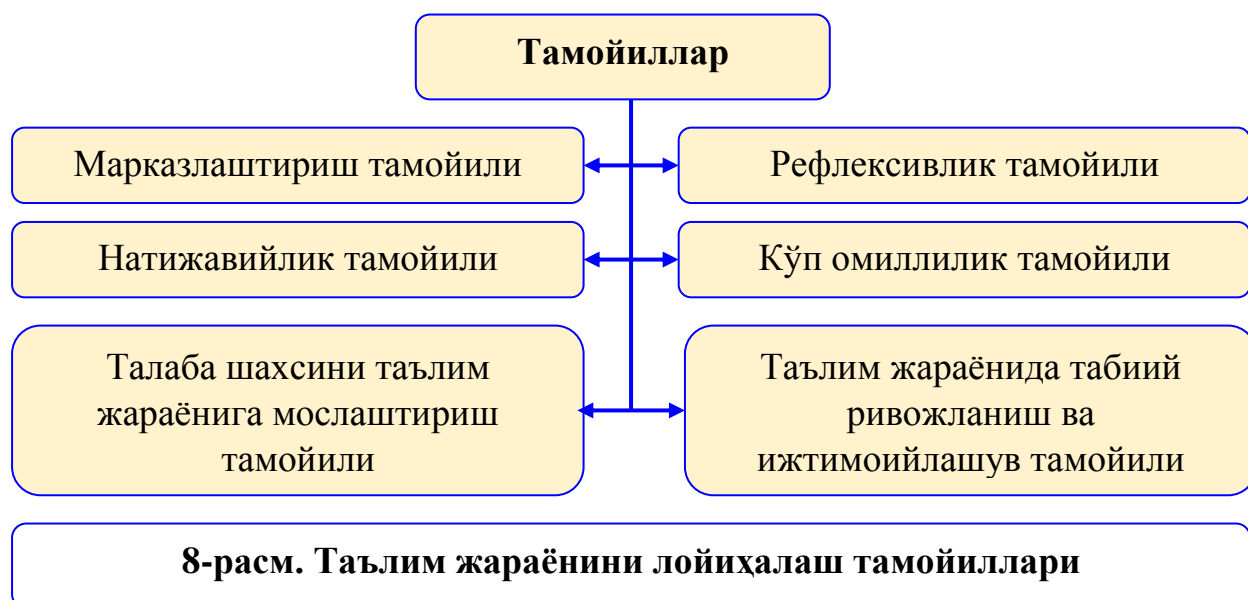 Тамойиллар
Марказлаштириш тамойили
Рефлексивлик тамойили
Натижавийлик тамойили
Кўп омиллилик тамойили
Талаба шахсини таълим
жараёнига мослаштириш
тамойили
Таълим жараёнида табиий
ривожланиш ва
ижтимоийлашув тамойили
8-расм. Таълим жараёнини лойиҳалаш тамойиллари